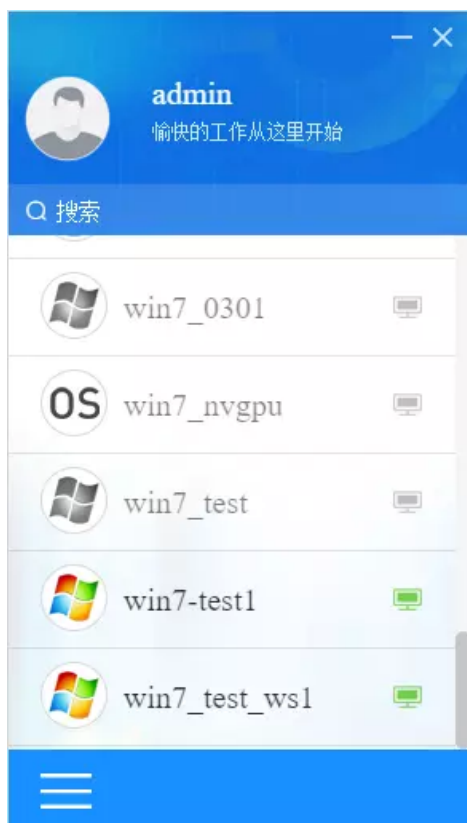 admin
愉快的工作从这里开始
搜索
win7_0301
OS
win7_nvgpu
win7_test
win7-test1
win7_test_ws1